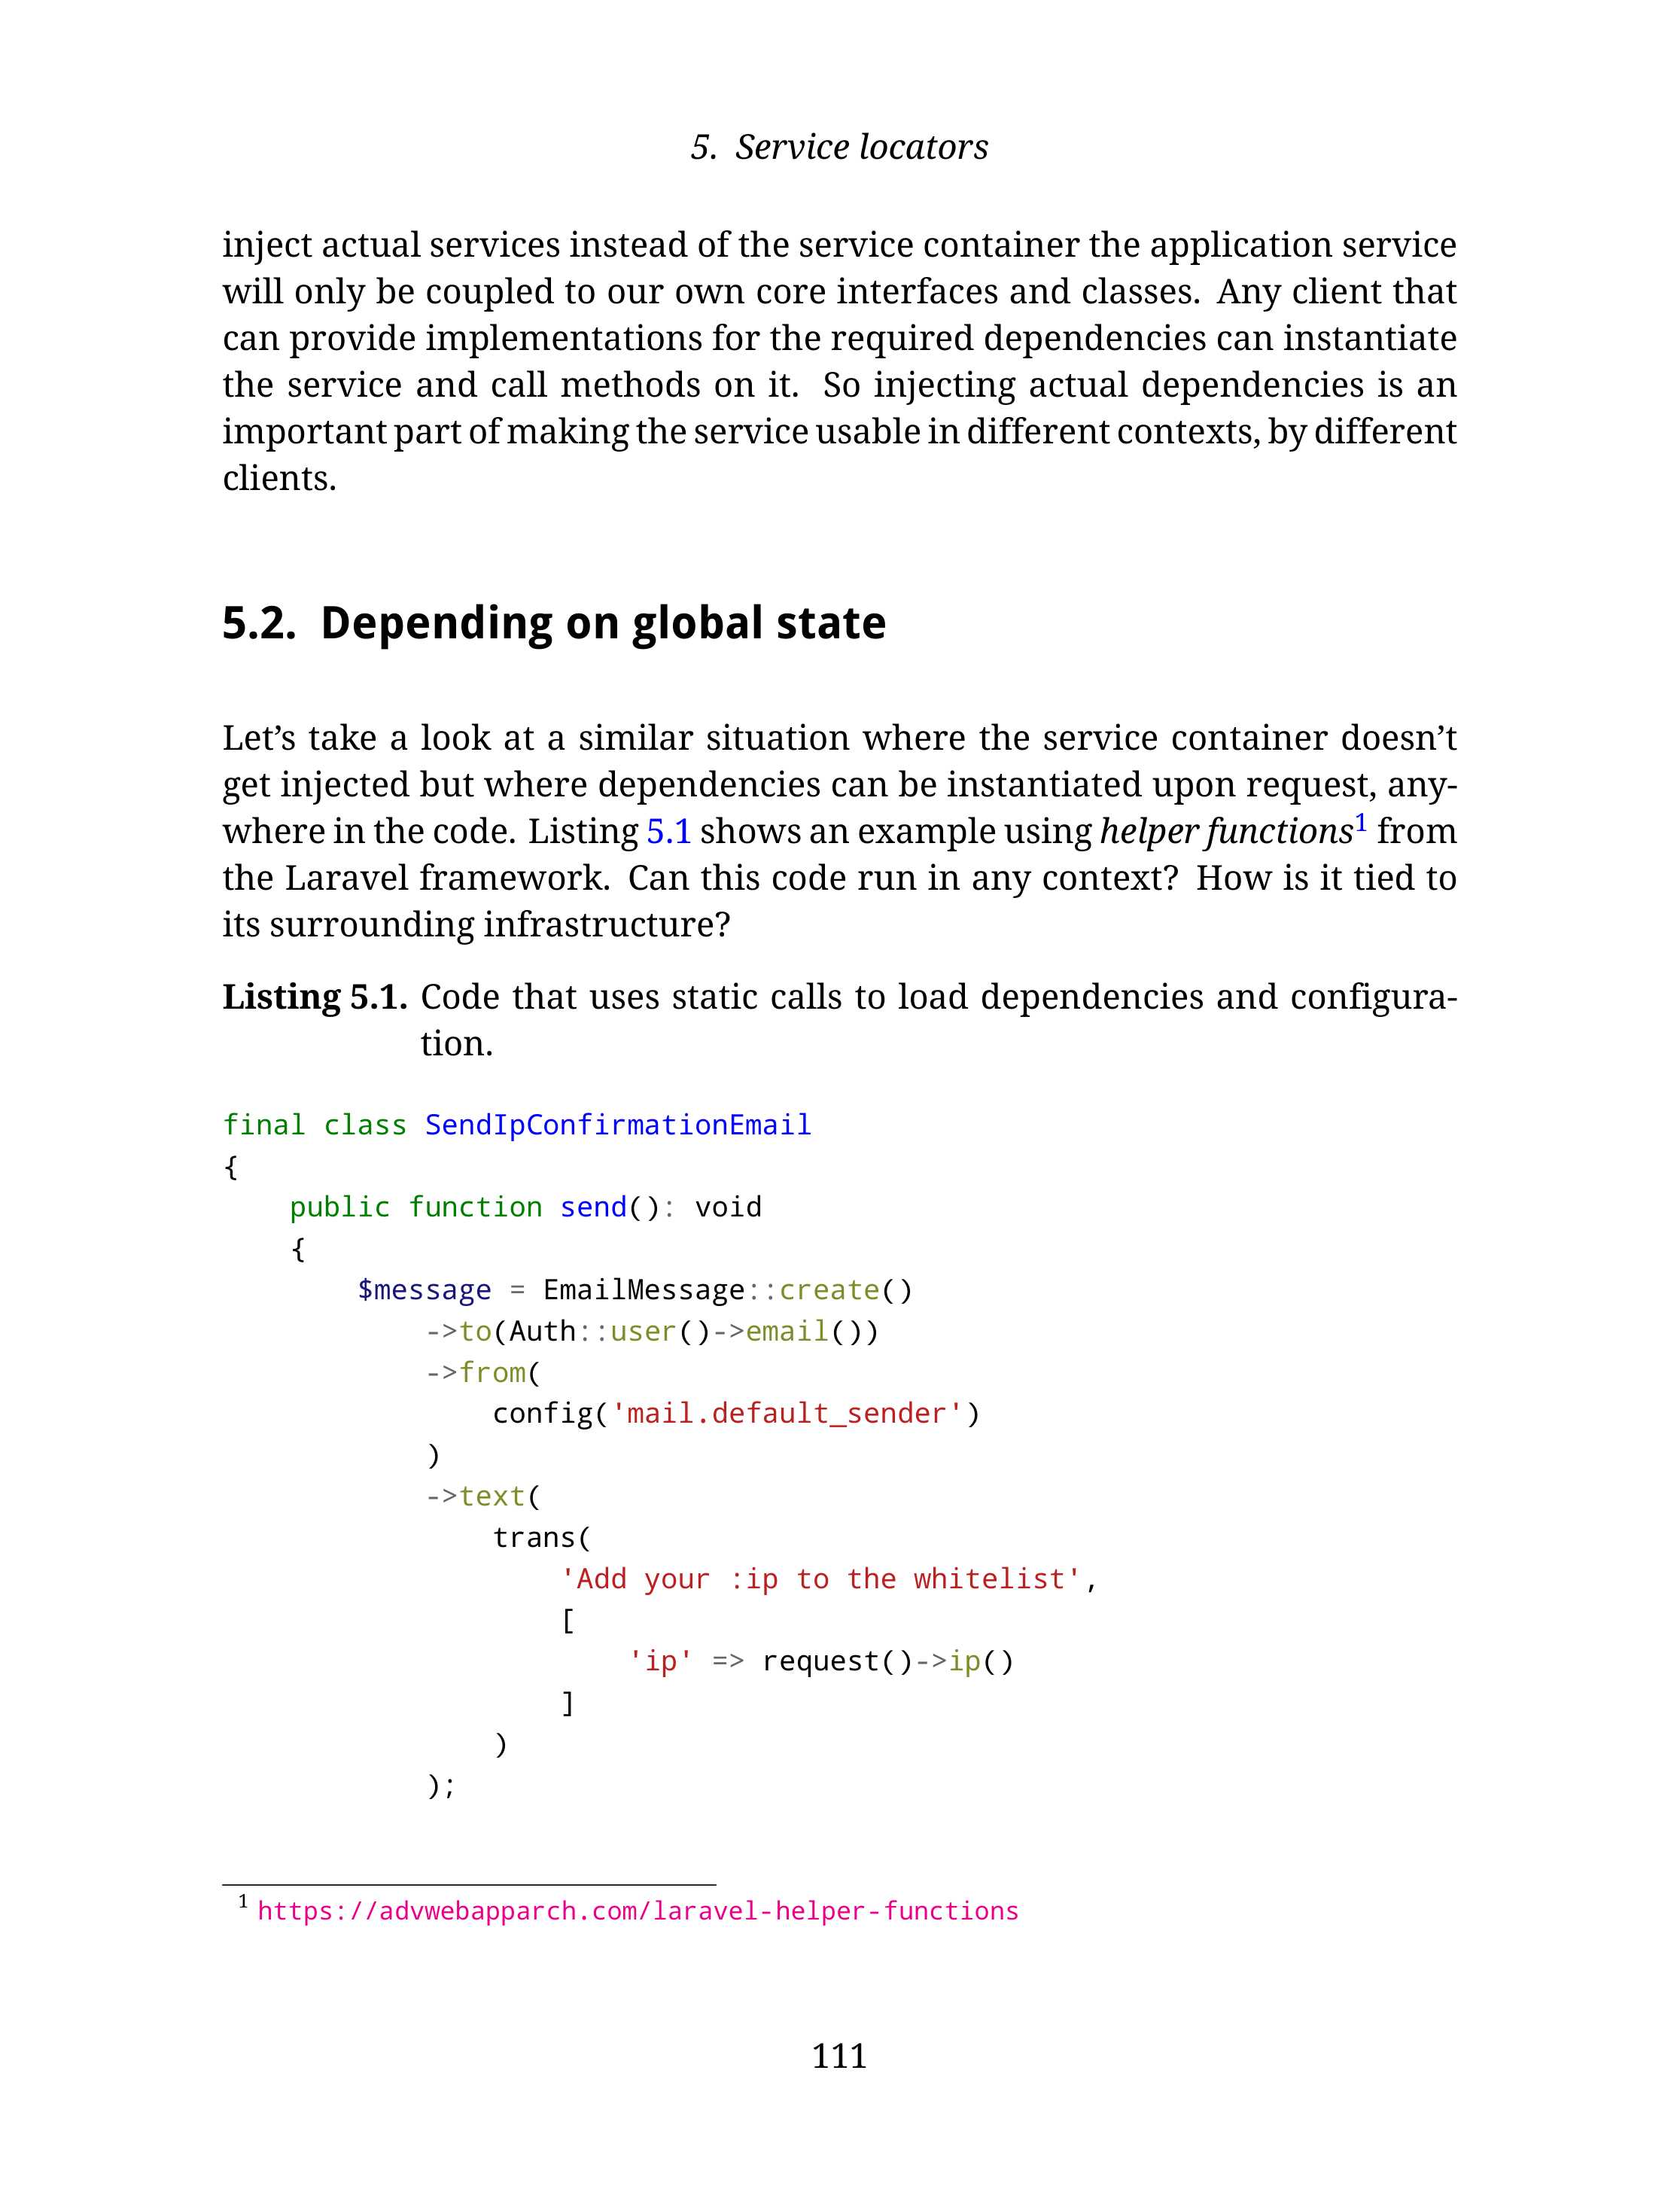 5. Service locators
inject actual services instead of the service container the application service
will only be coupled to our own core interfaces and classes. Any client that
can provide implementations for the required dependencies can instantiate
the service and call methods on it. So injecting actual dependencies is an
important part of making the service usable in different contexts, by different
clients.
5.2. Depending on global state
Let’s take a look at a similar situation where the service container doesn’t
get injected but where dependencies can be instantiated upon request, any-
where in the code. Listing 5.1 shows an example using helper functions1 from
the Laravel framework. Can this code run in any context? How is it tied to
its surrounding infrastructure?
Listing 5.1. Code that uses static calls to load dependencies and configura-
tion.
final class SendIpConfirmationEmail
{
    public function send(): void
    {
        $message = EmailMessage::create()
            ->to(Auth::user()->email())
            ->from(
                config('mail.default_sender')
            )
            ->text(
                trans(
                    'Add your :ip to the whitelist',
                    [
                        'ip' => request()->ip()
                    ]
                )
            );
1 https://advwebapparch.com/laravel-helper-functions
111